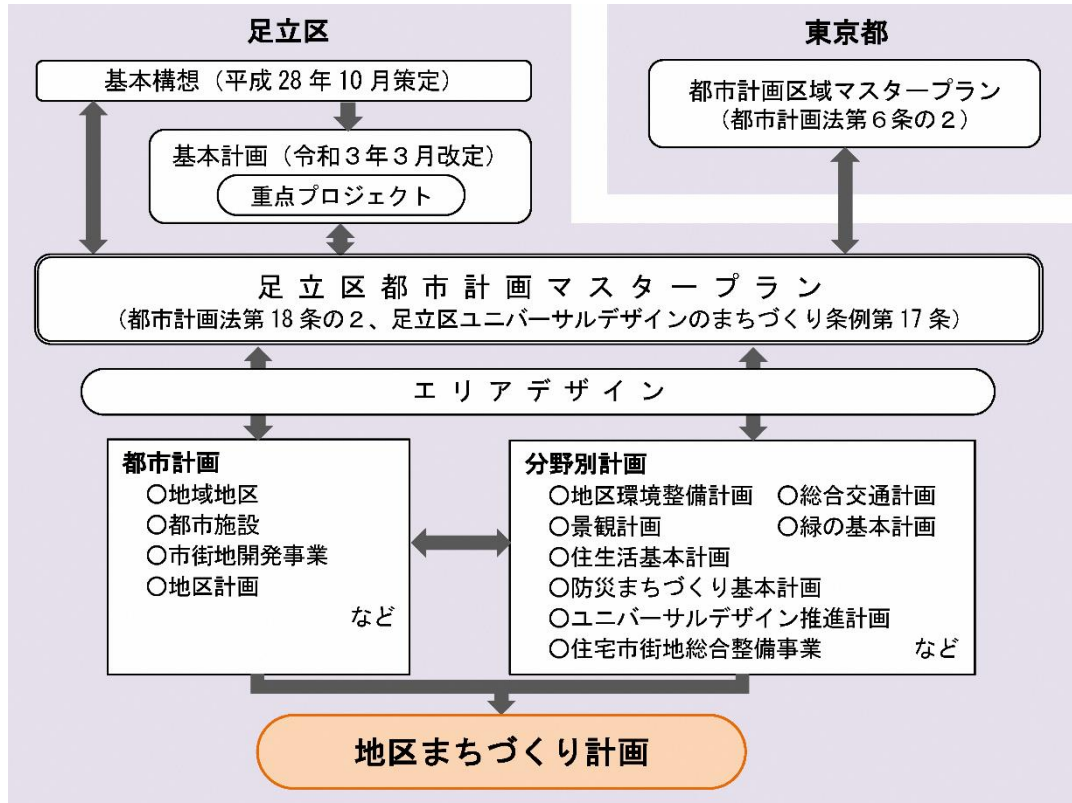 足立区
基本構想（平成28年10月策定）
基本計画（令和３年３月改定）
重点プロジェクト
東京都
都市計画区域マスタープラン
（都市計画法第６条の２）
足立区都市計画マスタープラン
（都市計画法第18条の２、足立区ユニバーサルデザインのまちづくり条例第17条）
エリアデザイン
都市計画
○地域地区
○都市施設
○市街地開発事業
○地区計画
など
分野別計画
○地区環境整備計画　○総合交通計画
○景観計画　○緑の基本計画
○住生活基本計画
○防災まちづくり基本計画
○ユニバーサルデザイン推進計画
○住宅市街地総合整備事業　など
地区まちづくり計画